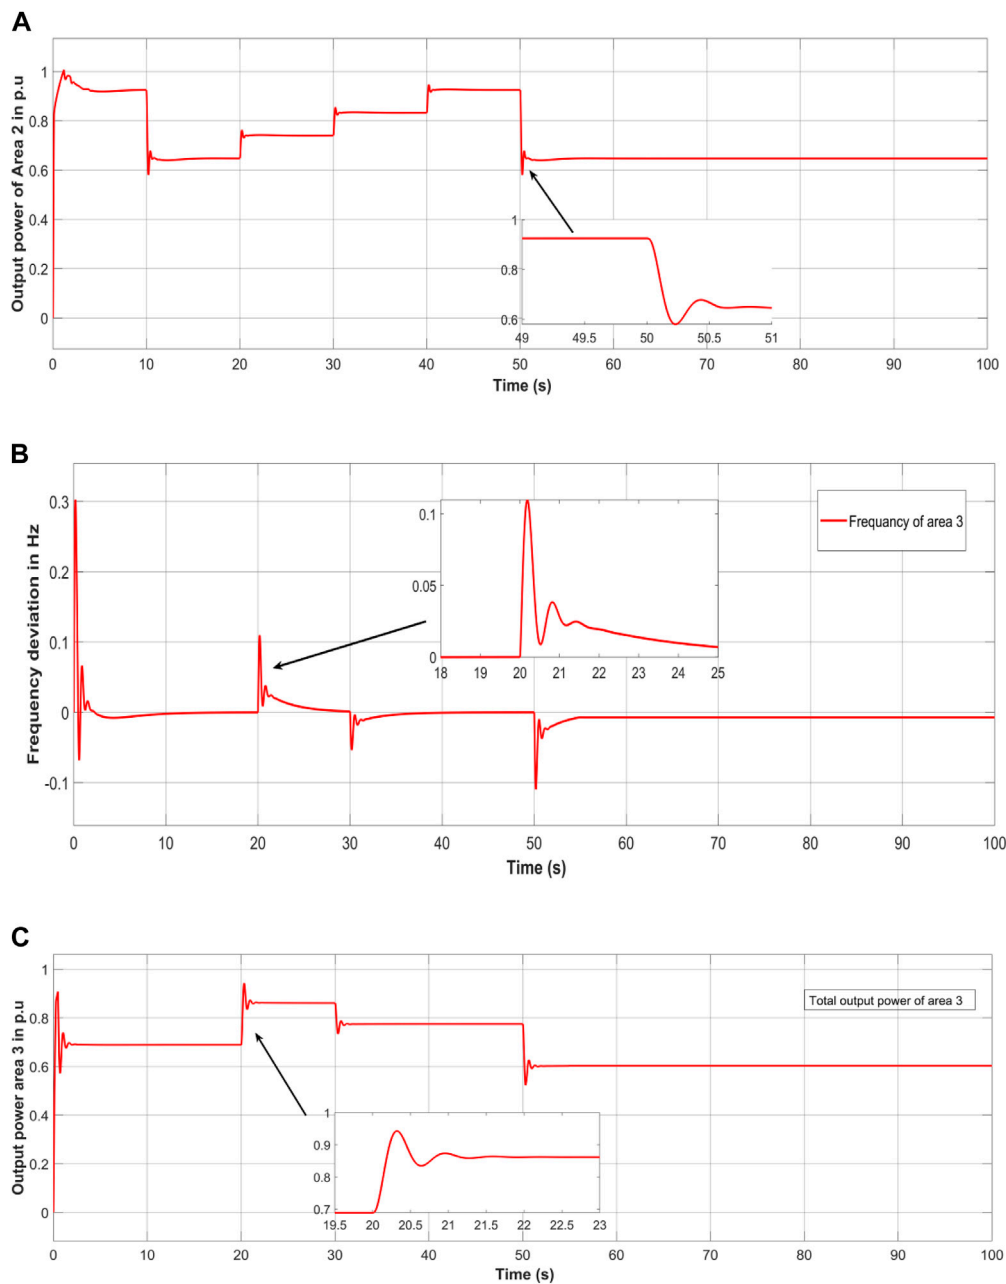 A
Output power of Area 2 in p.u
1
0.8
0.6
0.4
0.2
0
1
0.8
0.6
49 49.5 50 50.5 51
0 10 20 30 40 50 60 70 80 90 100
Time (s)
B
Frequency deviation in Hz
0.3
0.2
0.1
0
-0.1
0.1
0.05
0
18 19 20 21 22 23 24 25
Frequancy of area 3
0 10 20 30 40 50 60 70 80 90 100
Time (s)
C
Output power area 3 in p.u
1
0.8
0.6
0.4
0.2
0
Total output power of area 3
1
0.9
0.8
0.7
19.5 20 20.5 21 21.5 22 22.5 23
0 10 20 30 40 50 60 70 80 90 100
Time (s)